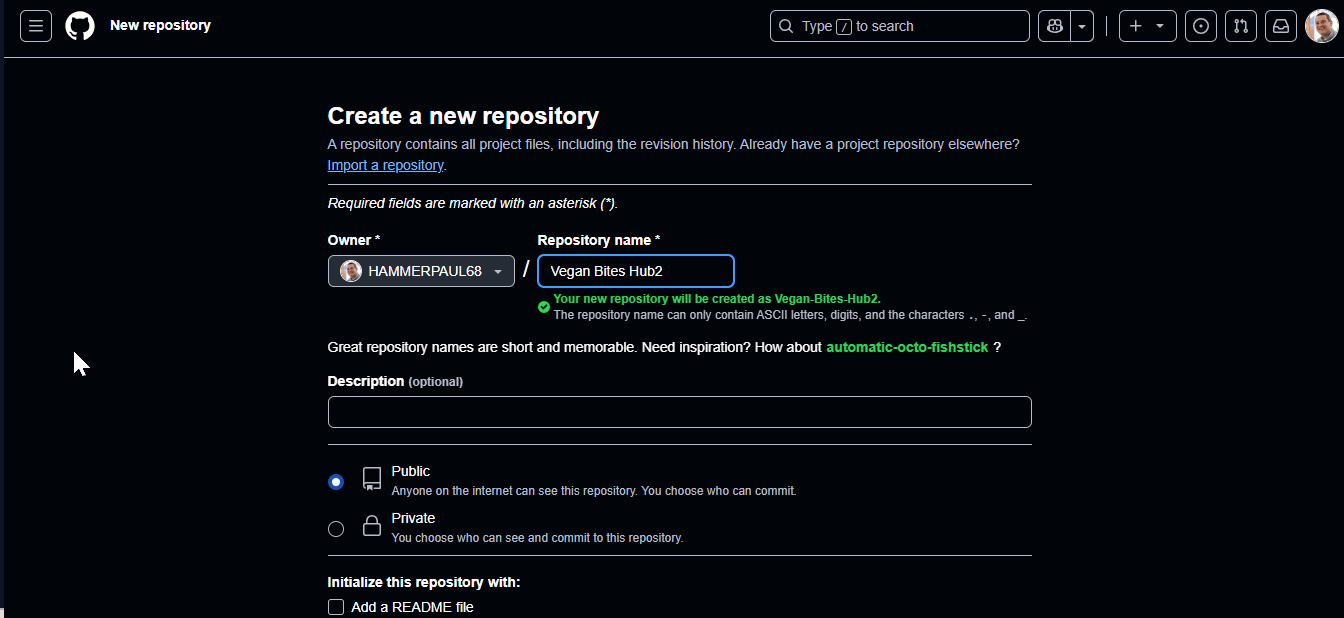 New repository
Type / to search
Create a new repository
A repository contains all project files, including the revision history. Already have a project repository elsewhere?
Import a repository.
Required fields are marked with an asterisk (*).
Owner * Repository name *
HAMMERPAUL68 / Vegan Bites Hub2
Your new repository will be created as Vegan-Bites-Hub2.
The repository name can only contain ASCII letters, digits, and the characters ., -, and _.
Great repository names are short and memorable. Need inspiration? How about automatic-octo-fishstick ?
Description (optional)
Public
Anyone on the internet can see this repository. You choose who can commit.
Private
You choose who can see and commit to this repository.
Initialize this repository with:
Add a README file